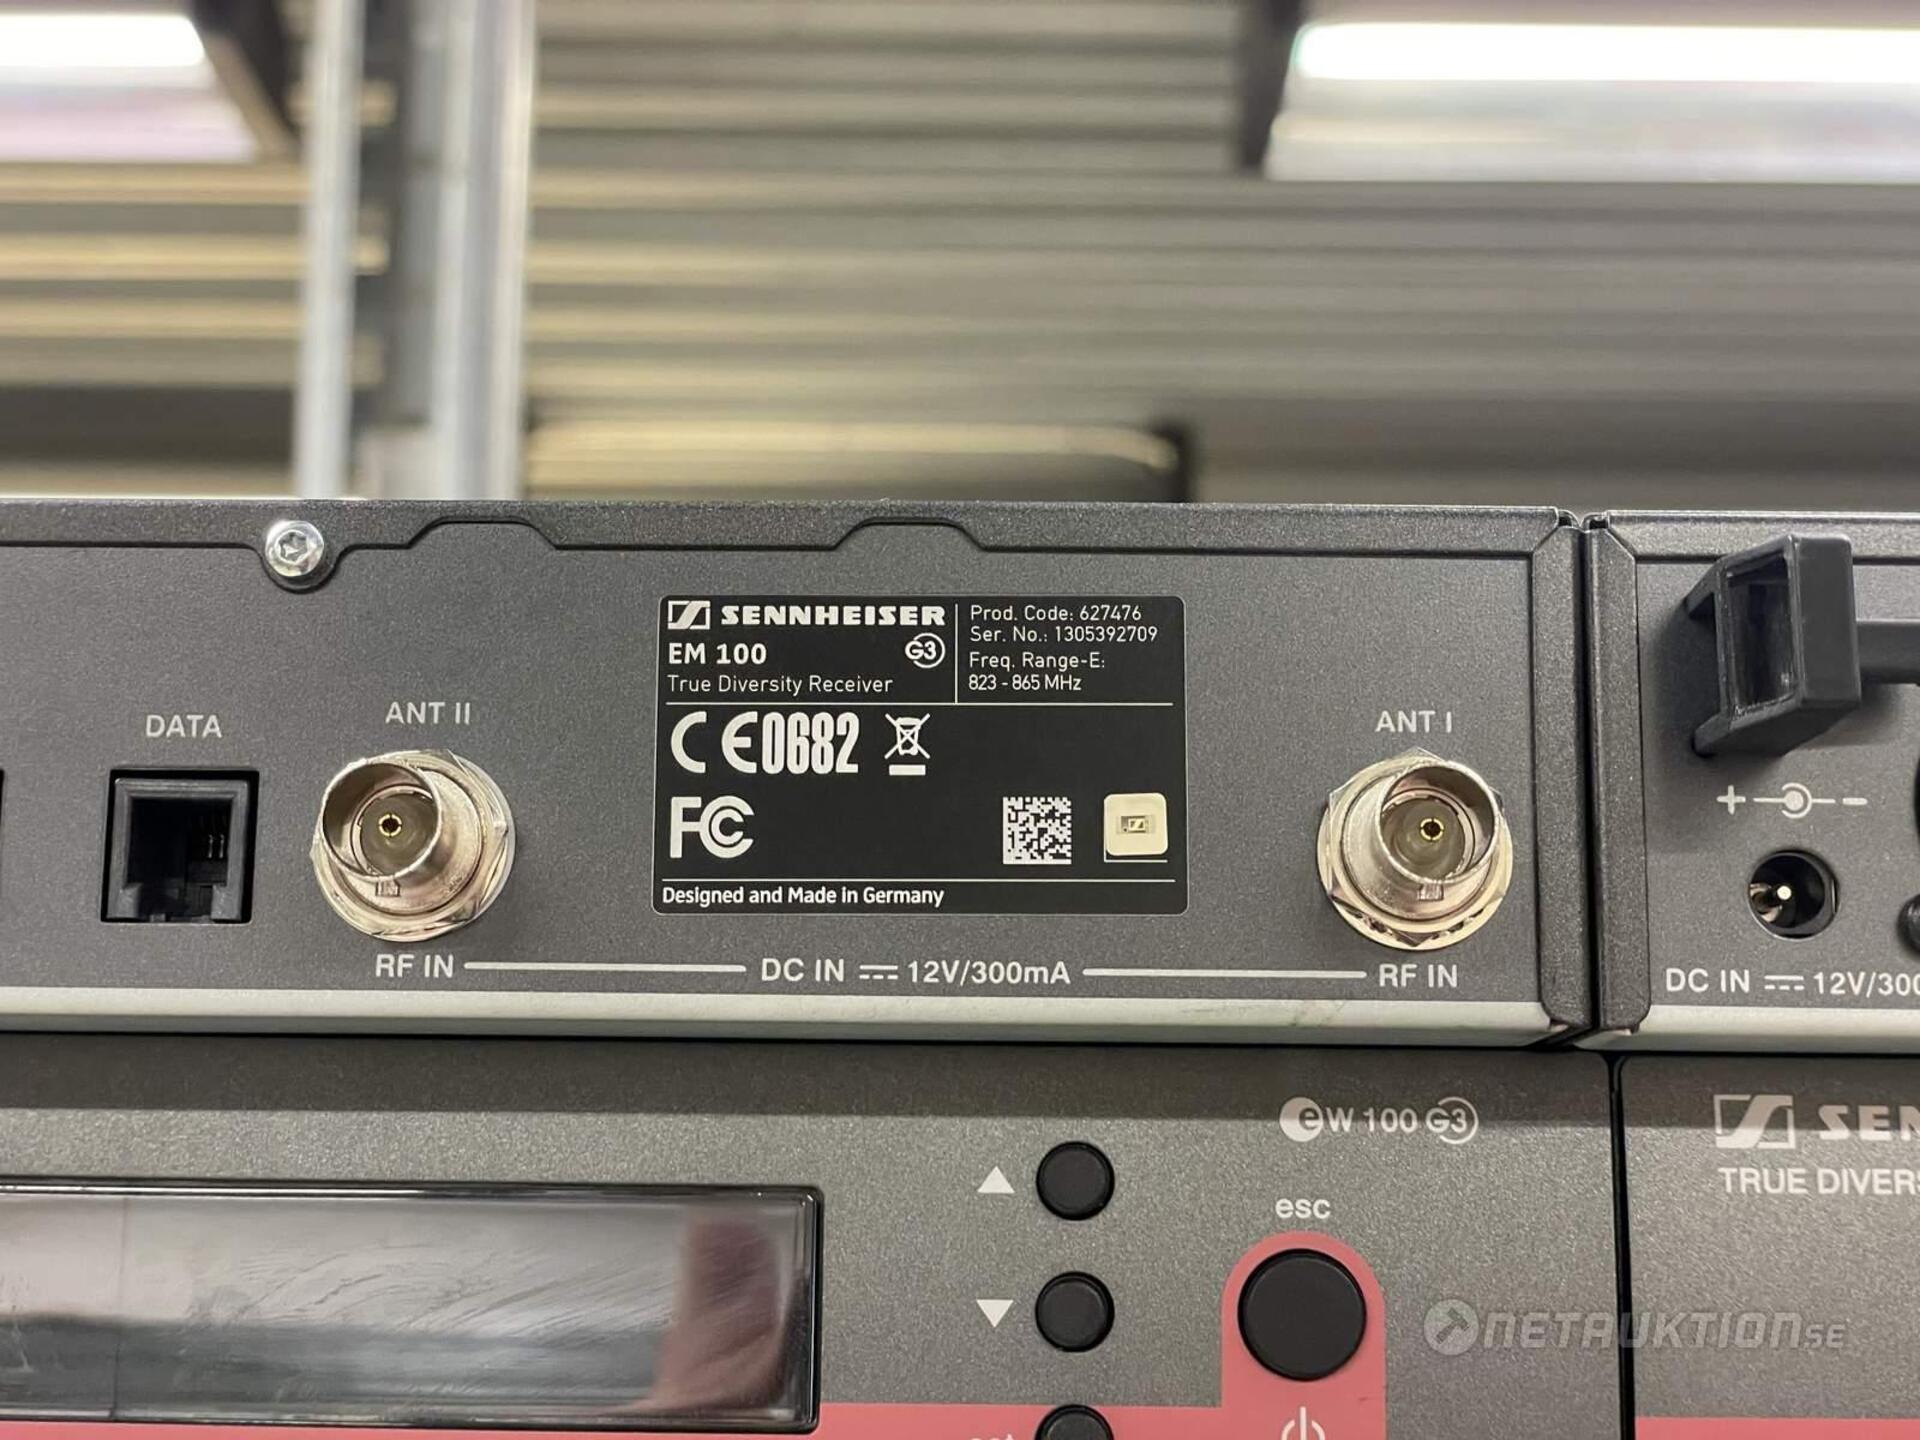 SENNHEISER
EM 100 G3
True Diversity Receiver
Prod. Code: 627476
Ser. No.: 1305392709
Freq. Range-E:
823 - 865 MHz
CE0682
FC
Designed and Made in Germany
DATA
ANT II
ANT I
RF IN
DC IN 12V/300mA
RF IN
+ -
DC IN 12V/300
ew 100 G3
esc
SEN
TRUE DIVER
NETAUKTION.SE